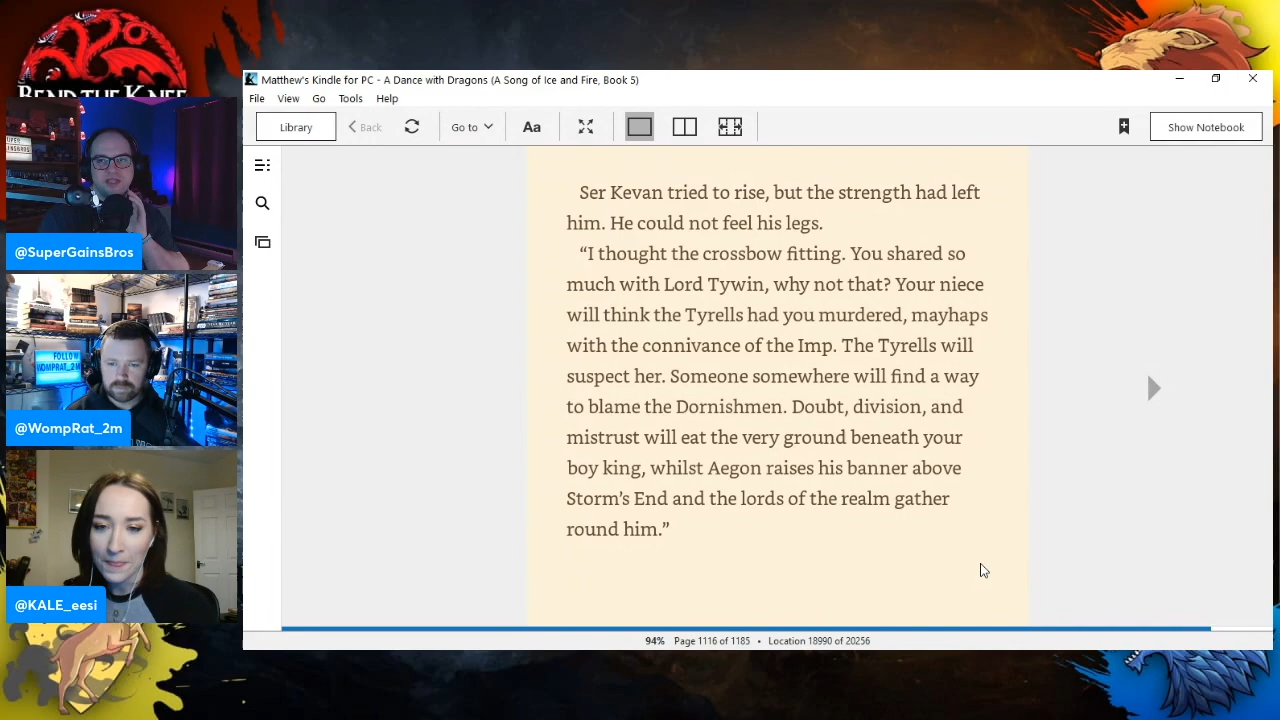 BEND THE KNEE
Matthew's Kindle for PC - A Dance with Dragons (A Song of Ice and Fire, Book 5)
File View Go Tools Help
Library
Back
Go to
Aa
Show Notebook
Ser Kevan tried to rise, but the strength had left
him. He could not feel his legs.
“I thought the crossbow fitting. You shared so
much with Lord Tywin, why not that? Your niece
will think the Tyrells had you murdered, mayhaps
with the connivance of the Imp. The Tyrells will
suspect her. Someone somewhere will find a way
to blame the Dornishmen. Doubt, division, and
mistrust will eat the very ground beneath your
boy king, whilst Aegon raises his banner above
Storm’s End and the lords of the realm gather
round him.”
94% Page 1116 of 1185 • Location 18990 of 20256
@SuperGainsBros
FOLLOW
WOMPRAT_2M
@WompRat_2m
@KALE_eesi